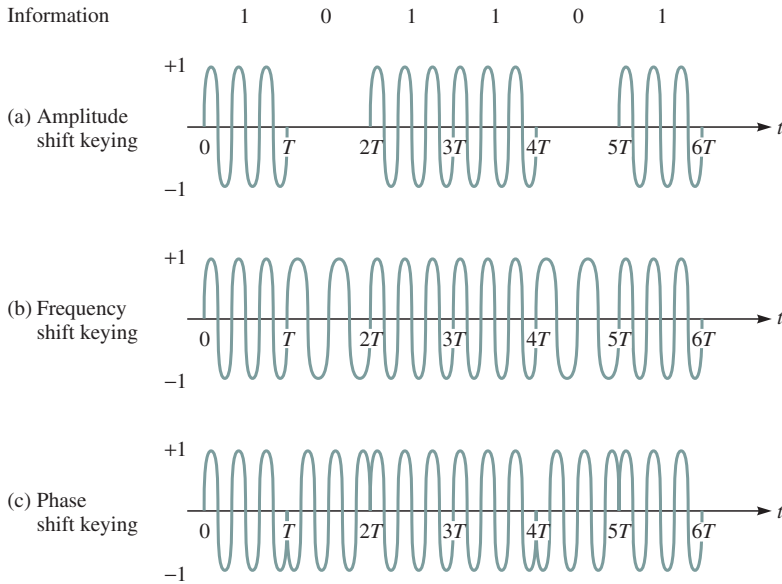 Information 1 0 1 1 0 1
+1
(a) Amplitude
shift keying
0 T 2T 3T 4T 5T 6T t
−1
+1
(b) Frequency
shift keying
0 T 2T 3T 4T 5T 6T t
−1
+1
(c) Phase
shift keying
0 T 2T 3T 4T 5T 6T t
−1